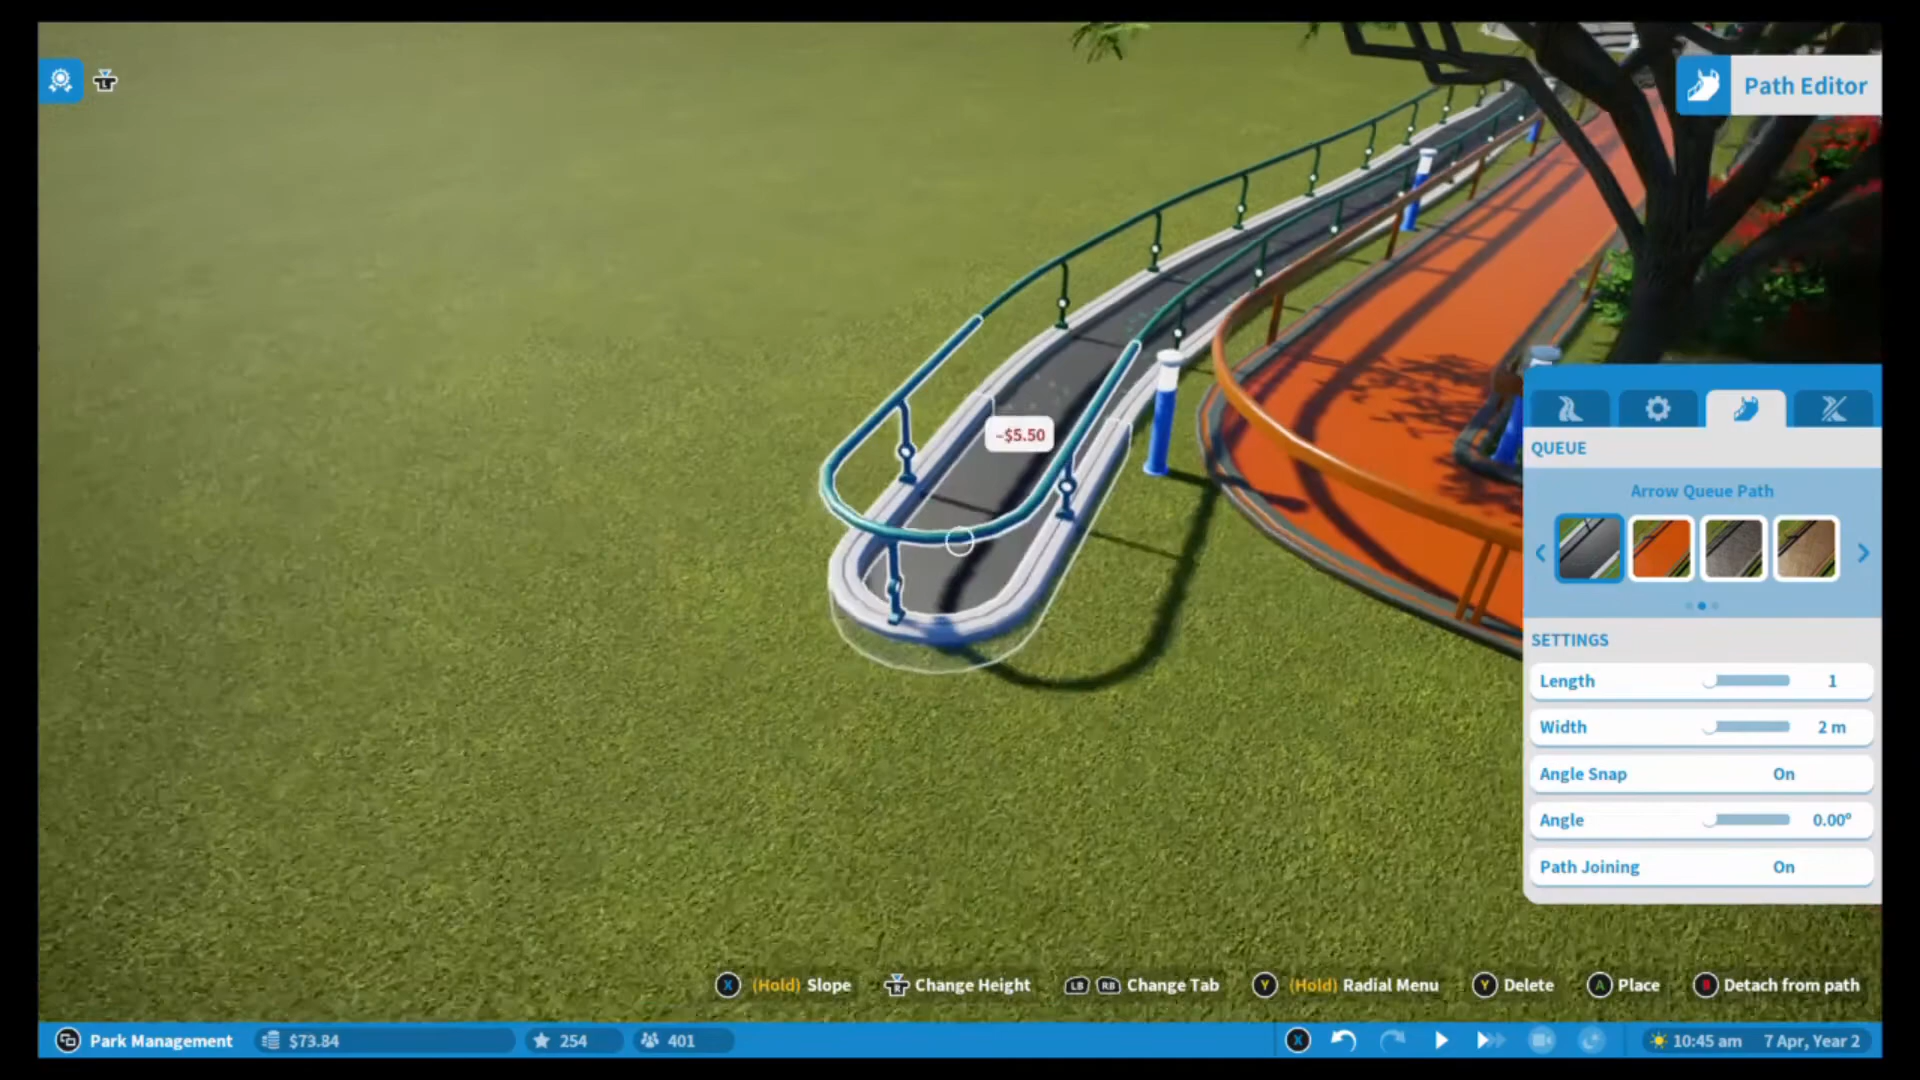 L
Path Editor
-$5.50
QUEUE
Arrow Queue Path
SETTINGS
Length 1
Width 2 m
Angle Snap On
Angle 0.00°
Path Joining On
X (Hold) Slope R Change Height LB RB Change Tab Y (Hold) Radial Menu Y Delete A Place B Detach from path
Park Management $73.84 254 401 X 10:45 am 7 Apr, Year 2